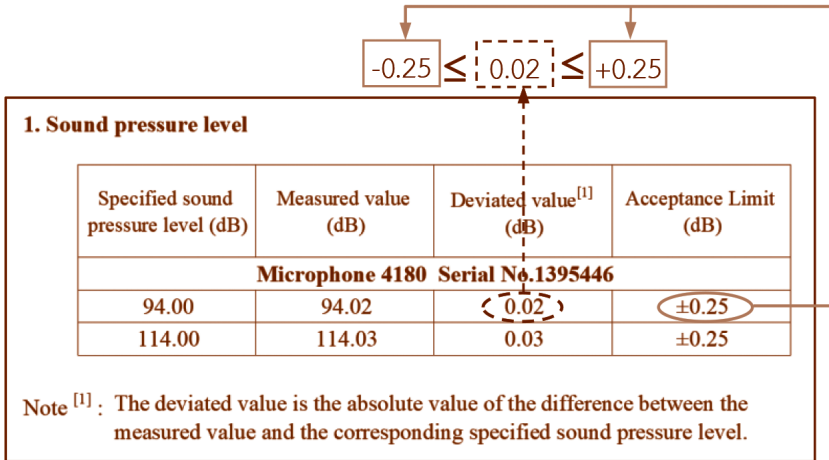 -0.25 ≤ 0.02 ≤ +0.25
1. Sound pressure level
Specified sound pressure level (dB) Measured value (dB) Deviated value[1] (dB) Acceptance Limit (dB)
Microphone 4180 Serial No.1395446
94.00 94.02 0.02 ±0.25
114.00 114.03 0.03 ±0.25
Note [1] : The deviated value is the absolute value of the difference between the
measured value and the corresponding specified sound pressure level.